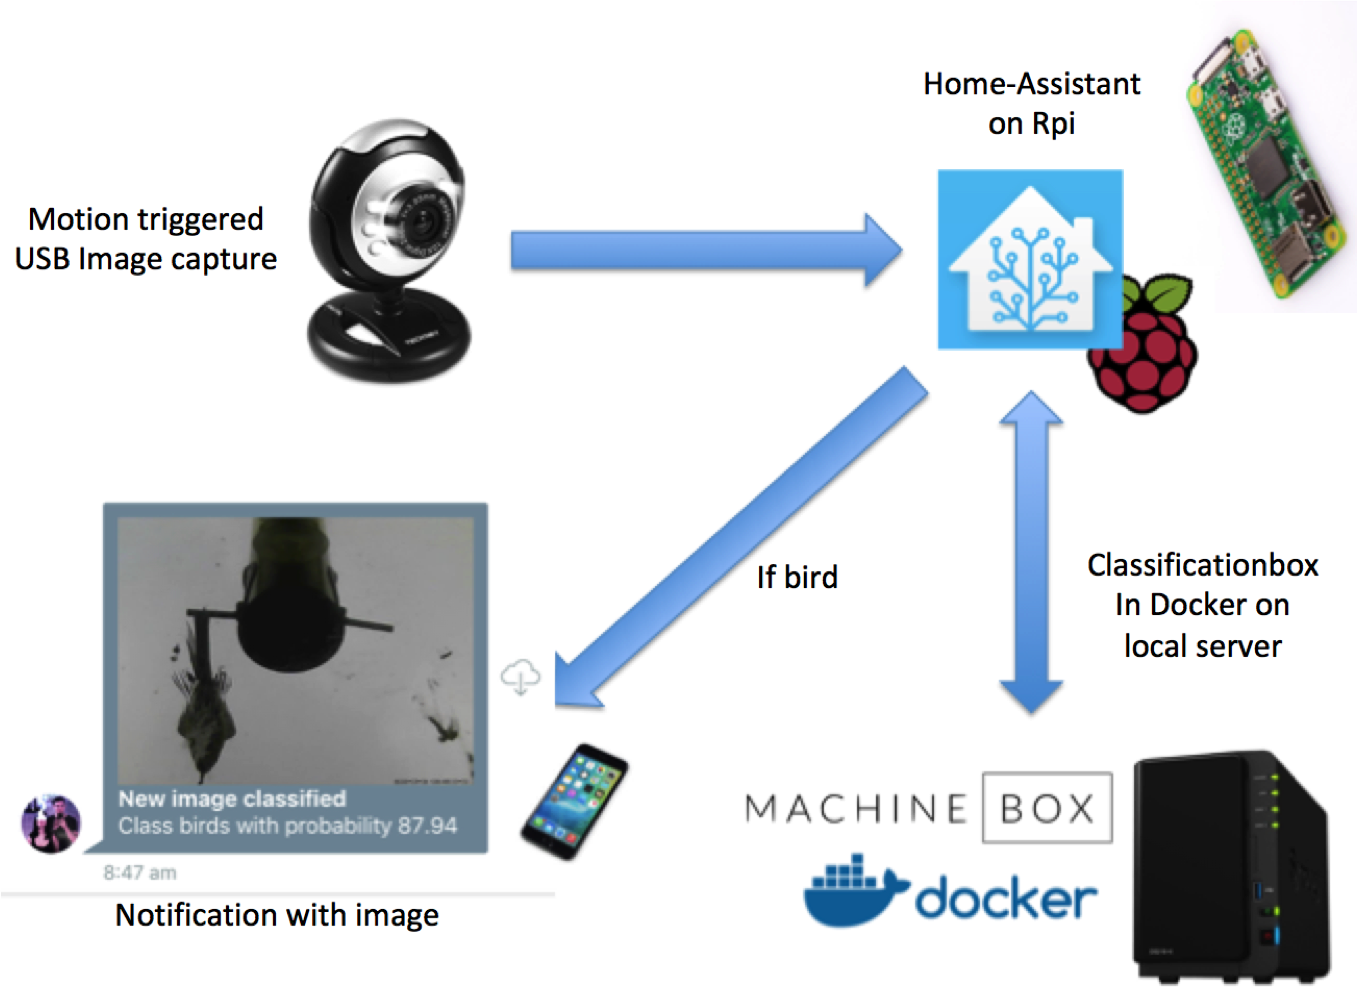 Home-Assistant
on Rpi
Motion triggered
USB Image capture
If bird
Classificationbox
In Docker on
local server
New image classified
Class birds with probability 87.94
8:47 am
Notification with image
MACHINE BOX
docker